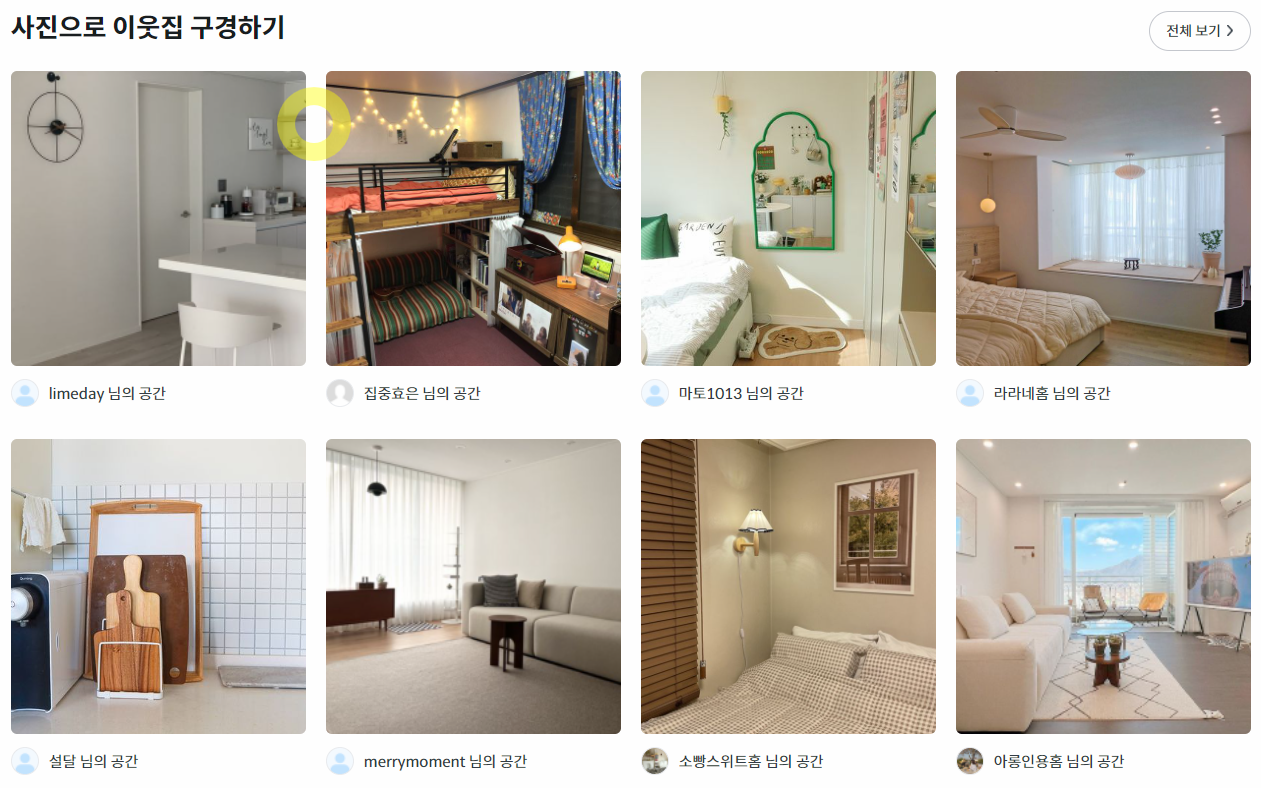 사진으로 이웃집 구경하기
전체 보기
limeday 님의 공간
집중효은 님의 공간
GARDEN IS
마토1013 님의 공간
라라네홈 님의 공간
설달 님의 공간
merrymoment 님의 공간
소빵스위트홈 님의 공간
아롱인용홈 님의 공간